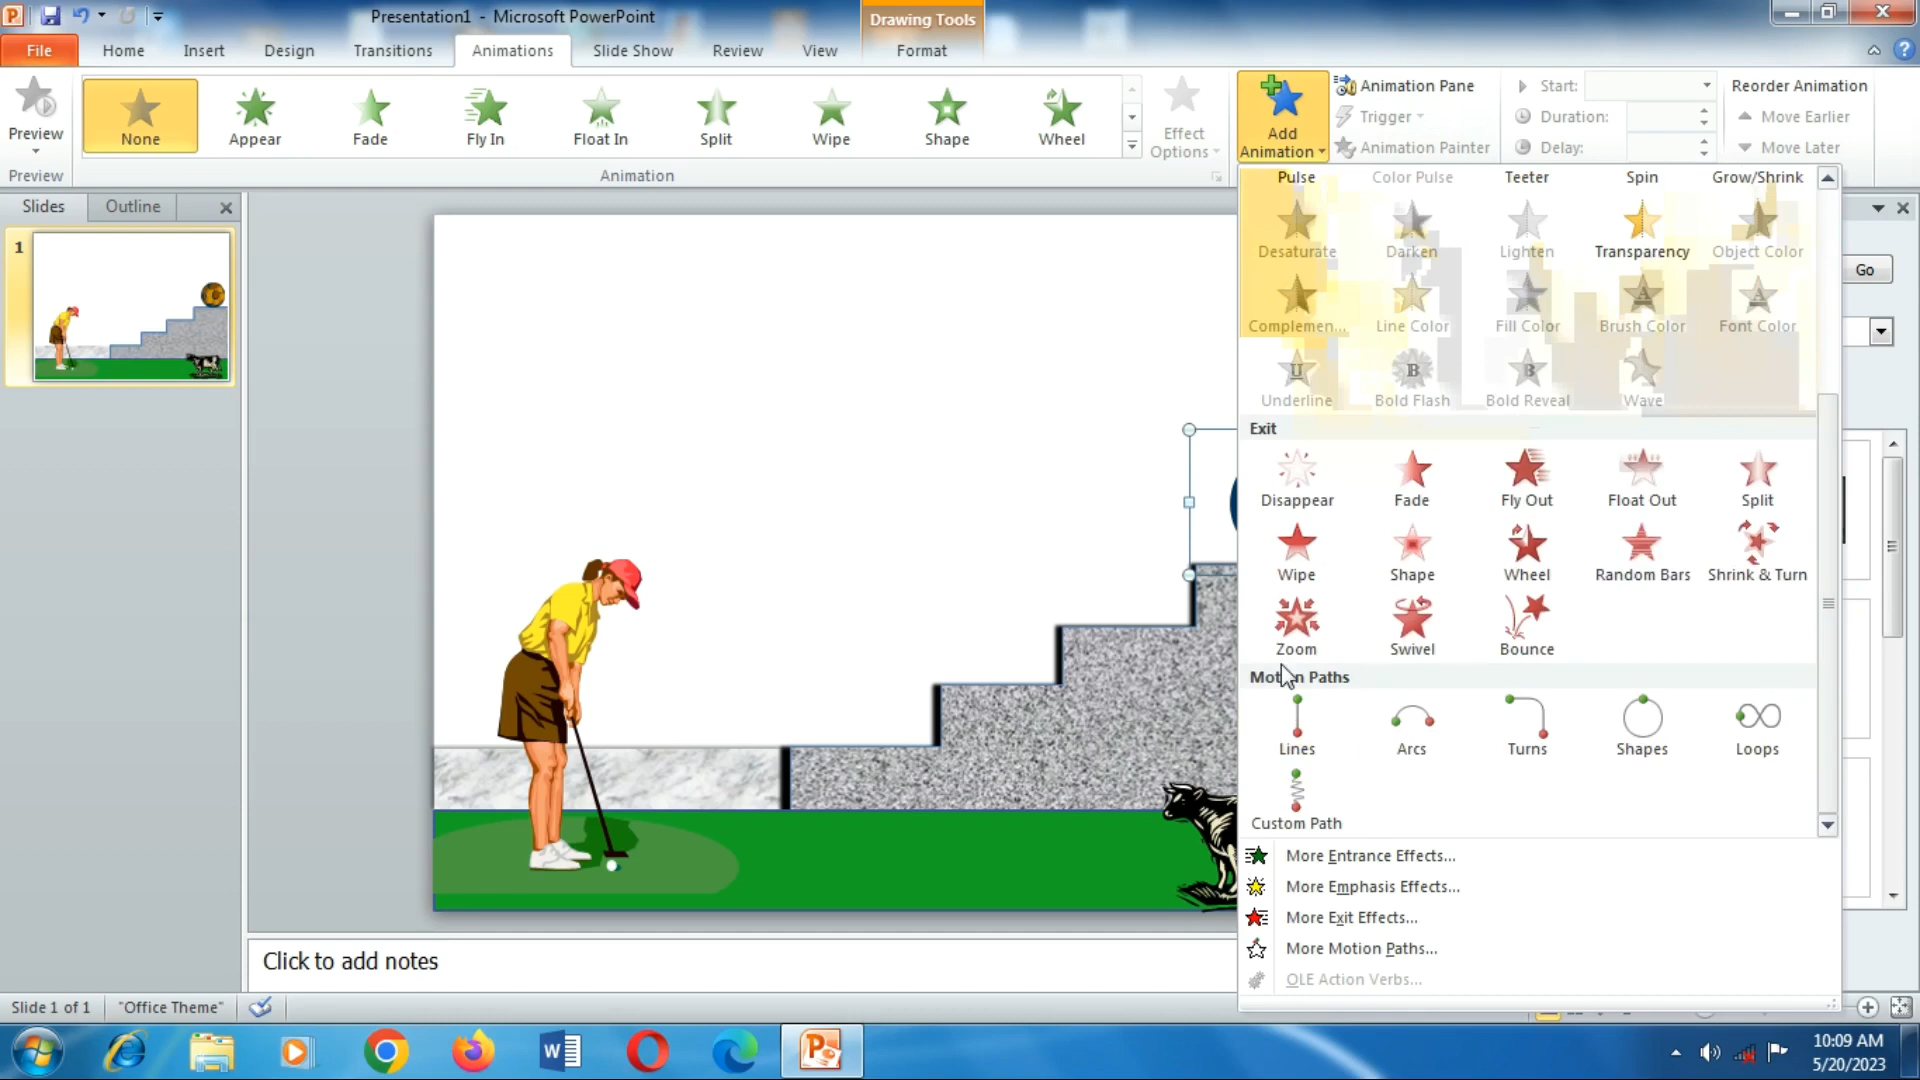 Presentation1 - Microsoft PowerPoint
Drawing Tools
File
Home
Insert
Design
Transitions
Animations
Slide Show
Review
View
Format
Preview
Preview
None
Appear
Fade
Fly In
Float In
Split
Wipe
Shape
Wheel
Animation
Effect
Options
Add
Animation
Animation Pane
Trigger
Animation Painter
Start:
Duration:
Delay:
Reorder Animation
Move Earlier
Move Later
Slides
Outline
1
Go
Pulse
Color Pulse
Teeter
Spin
Grow/Shrink
Desaturate
Darken
Lighten
Transparency
Object Color
Complemen...
Line Color
Fill Color
Brush Color
Font Color
Underline
Bold Flash
Bold Reveal
Wave
Exit
Disappear
Fade
Fly Out
Float Out
Split
Wipe
Shape
Wheel
Random Bars
Shrink & Turn
Zoom
Swivel
Bounce
Motion Paths
Lines
Arcs
Turns
Shapes
Loops
Custom Path
More Entrance Effects...
More Emphasis Effects...
More Exit Effects...
More Motion Paths...
OLE Action Verbs...
Click to add notes
Slide 1 of 1
"Office Theme"
10:09 AM
5/20/2023